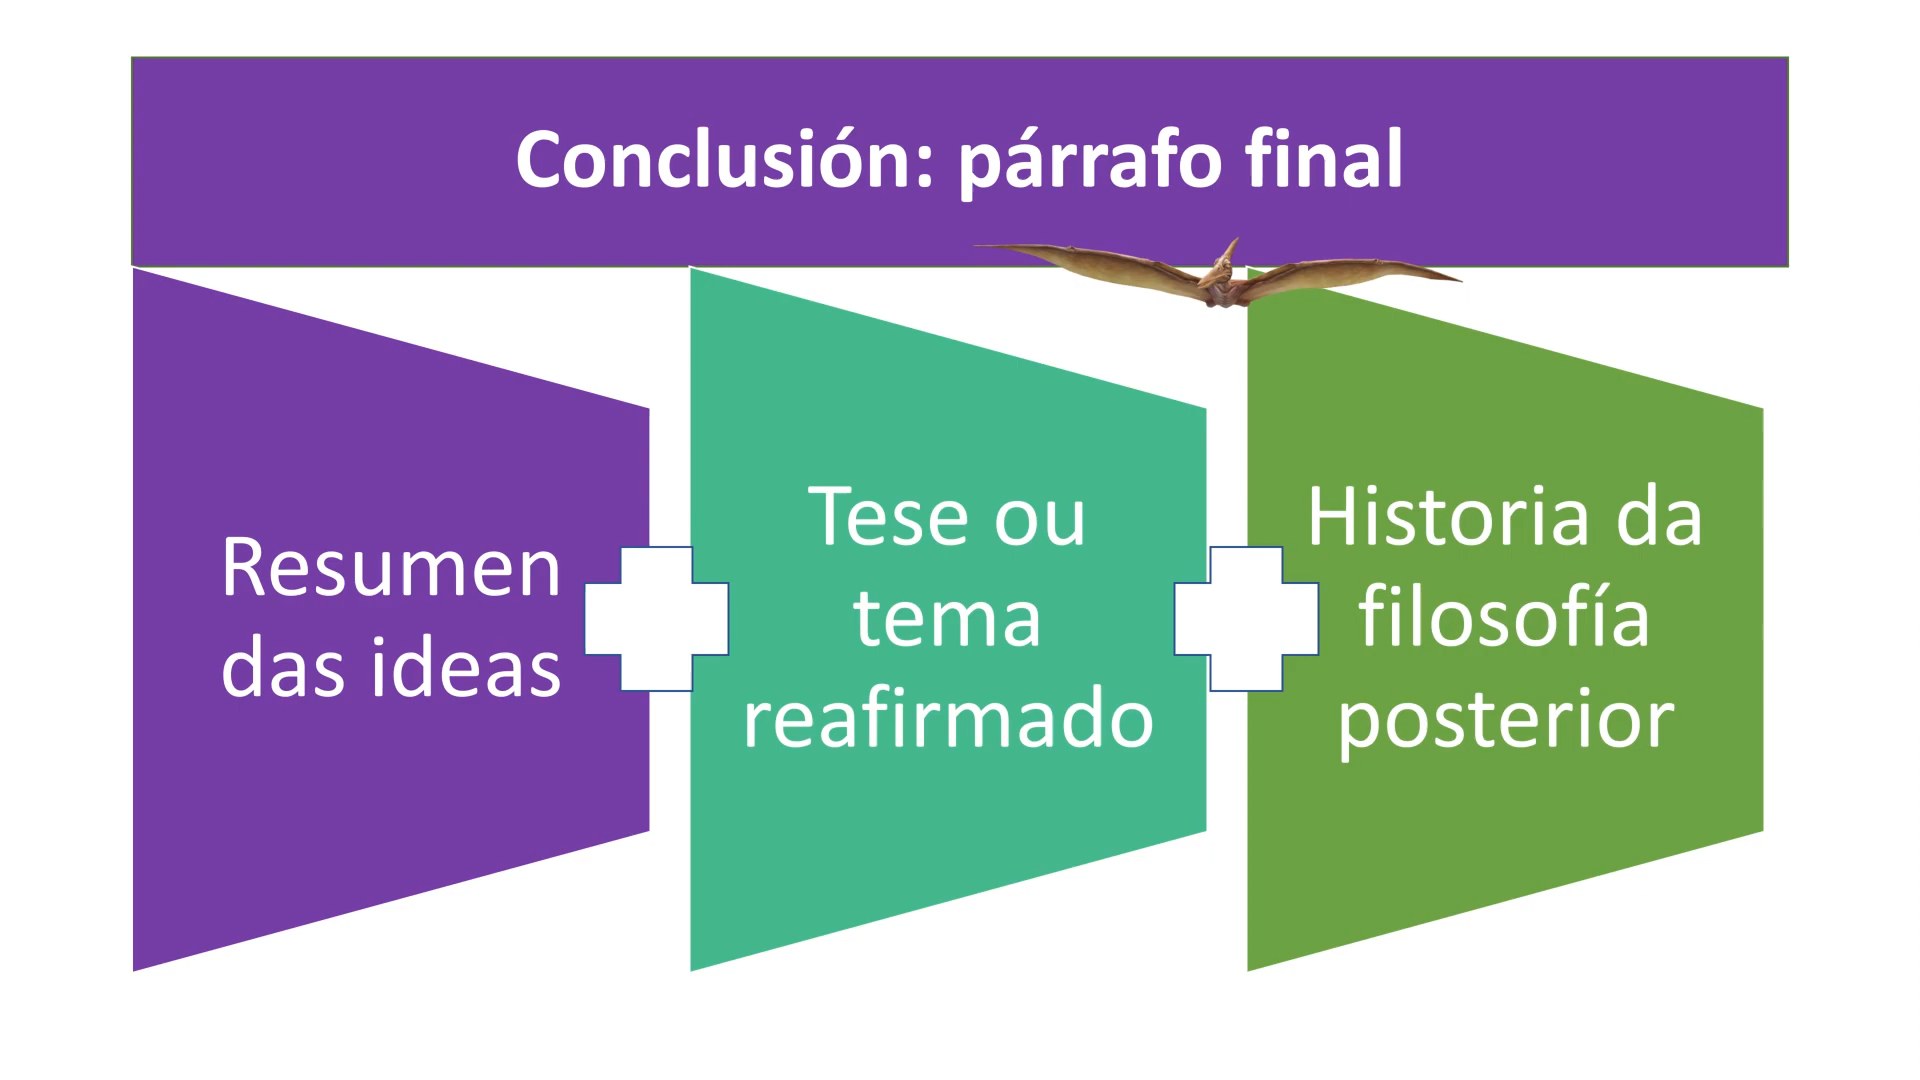 Conclusión: párrafo final
Resumen
das ideas
Tese ou
tema
reafirmado
Historia da
filosofía
posterior